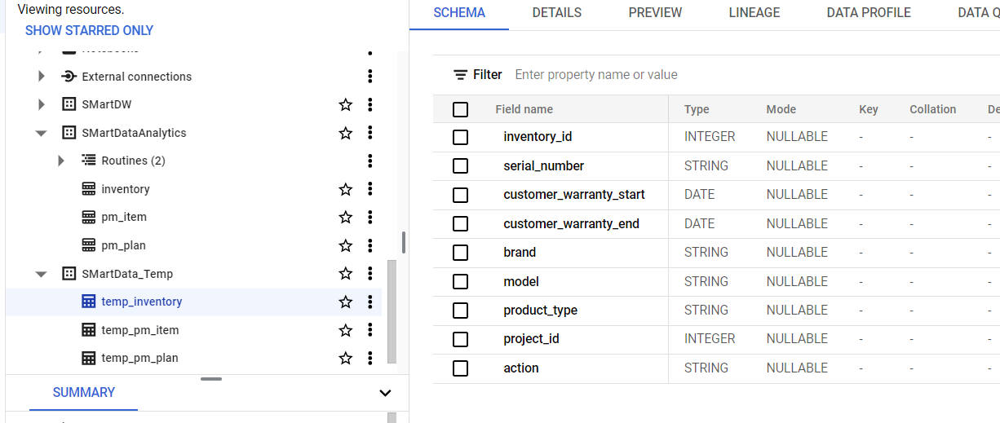 Viewing resources.
SHOW STARRED ONLY
Notebooks
External connections
SMartDW
SMartDataAnalytics
Routines (2)
inventory
pm_item
pm_plan
SMartData_Temp
temp_inventory
temp_pm_item
temp_pm_plan
SUMMARY
SCHEMA DETAILS PREVIEW LINEAGE DATA PROFILE DATA Q
Filter Enter property name or value
Field name Type Mode Key Collation De
inventory_id INTEGER NULLABLE - - -
serial_number STRING NULLABLE - - -
customer_warranty_start DATE NULLABLE - - -
customer_warranty_end DATE NULLABLE - - -
brand STRING NULLABLE - - -
model STRING NULLABLE - - -
product_type STRING NULLABLE - - -
project_id INTEGER NULLABLE - - -
action STRING NULLABLE - - -